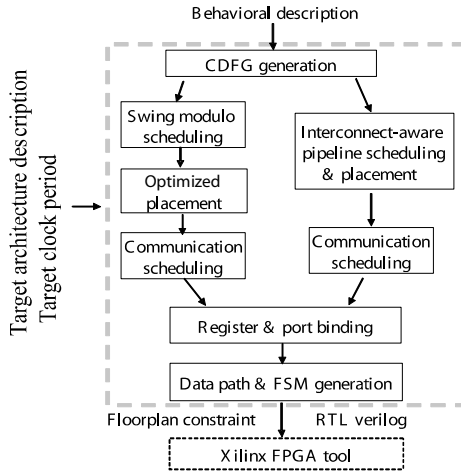 Behavioral description
CDFG generation
Swing modulo
scheduling
Optimized
placement
Communication
scheduling
Interconnect-aware
pipeline scheduling
& placement
Communication
scheduling
Target architecture description
Target clock period
Register & port binding
Data path & FSM generation
Floorplan constraint
RTL verilog
Xilinx FPGA tool